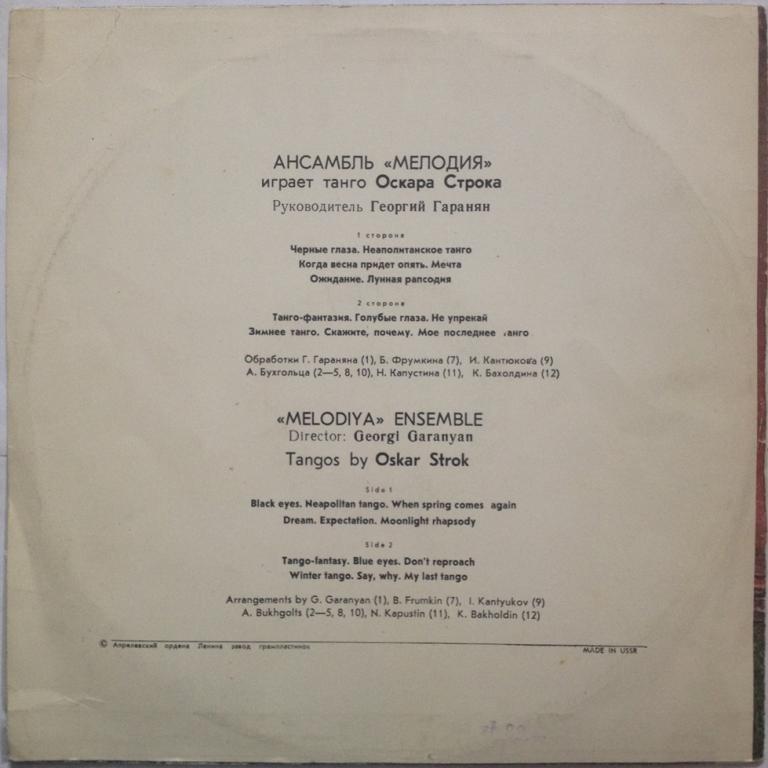 АНСАМБЛЬ «МЕЛОДИЯ»
играет танго Оскара Строка
Руководитель Георгий Гаранян
1 сторона
Черные глаза. Неаполитанское танго
Когда весна придет опять. Мечта
Ожидание. Лунная рапсодия
2 сторона
Танго-фантазия. Голубые глаза. Не упрекай
Зимнее танго. Скажите, почему. Мое последнее танго
Обработки Г. Гараняна (1), Б. Фрумкина (7), И. Кантюкова (9)
А. Бухгольца (2—5, 8, 10), Н. Капустина (11), К. Бахолдина (12)
«MELODIYA» ENSEMBLE
Director: Georgi Garanyan
Tangos by Oskar Strok
Side 1
Black eyes. Neapolitan tango. When spring comes again
Dream. Expectation. Moonlight rhapsody
Side 2
Tango-fantasy. Blue eyes. Don't reproach
Winter tango. Say, why. My last tango
Arrangements by G. Garanyan (1), B. Frumkin (7), I. Kantyukov (9)
A. Bukhgolts (2—5, 8, 10), N. Kapustin (11), K. Bakholdin (12)
© Апрелевский ордена Ленина завод грампластинок
MADE IN USSR